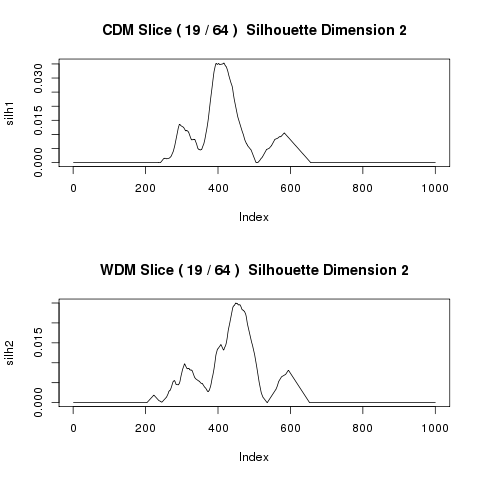 CDM Slice ( 19 / 64 )  Silhouette Dimension 2
silh1
0.030
0.015
0.000
0 200 400 600 800 1000
Index
WDM Slice ( 19 / 64 )  Silhouette Dimension 2
silh2
0.015
0.000
0 200 400 600 800 1000
Index